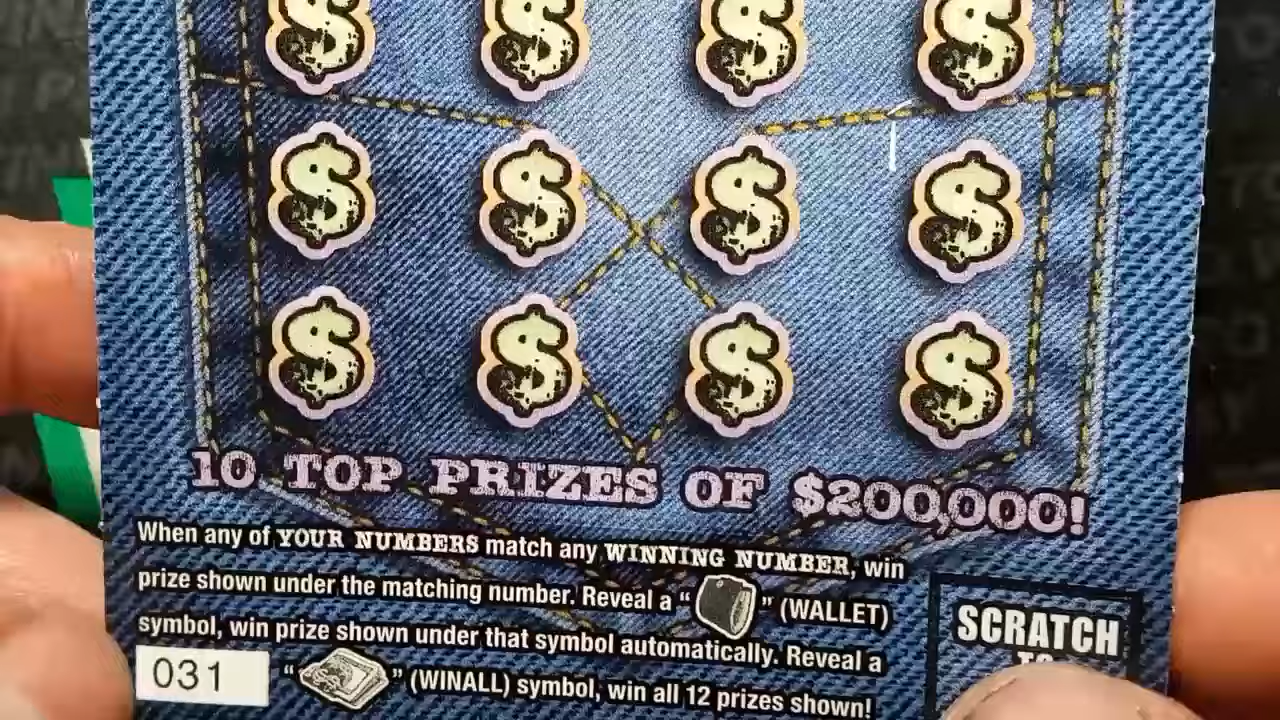 $ $ $ $
$ $ $ $
$ $ $ $
10 TOP PRIZES OF $200,000!
When any of YOUR NUMBERS match any WINNING NUMBER, win
prize shown under the matching number. Reveal a " " (WALLET)
symbol, win prize shown under that symbol automatically. Reveal a
" " (WINALL) symbol, win all 12 prizes shown!
031
SCRATCH